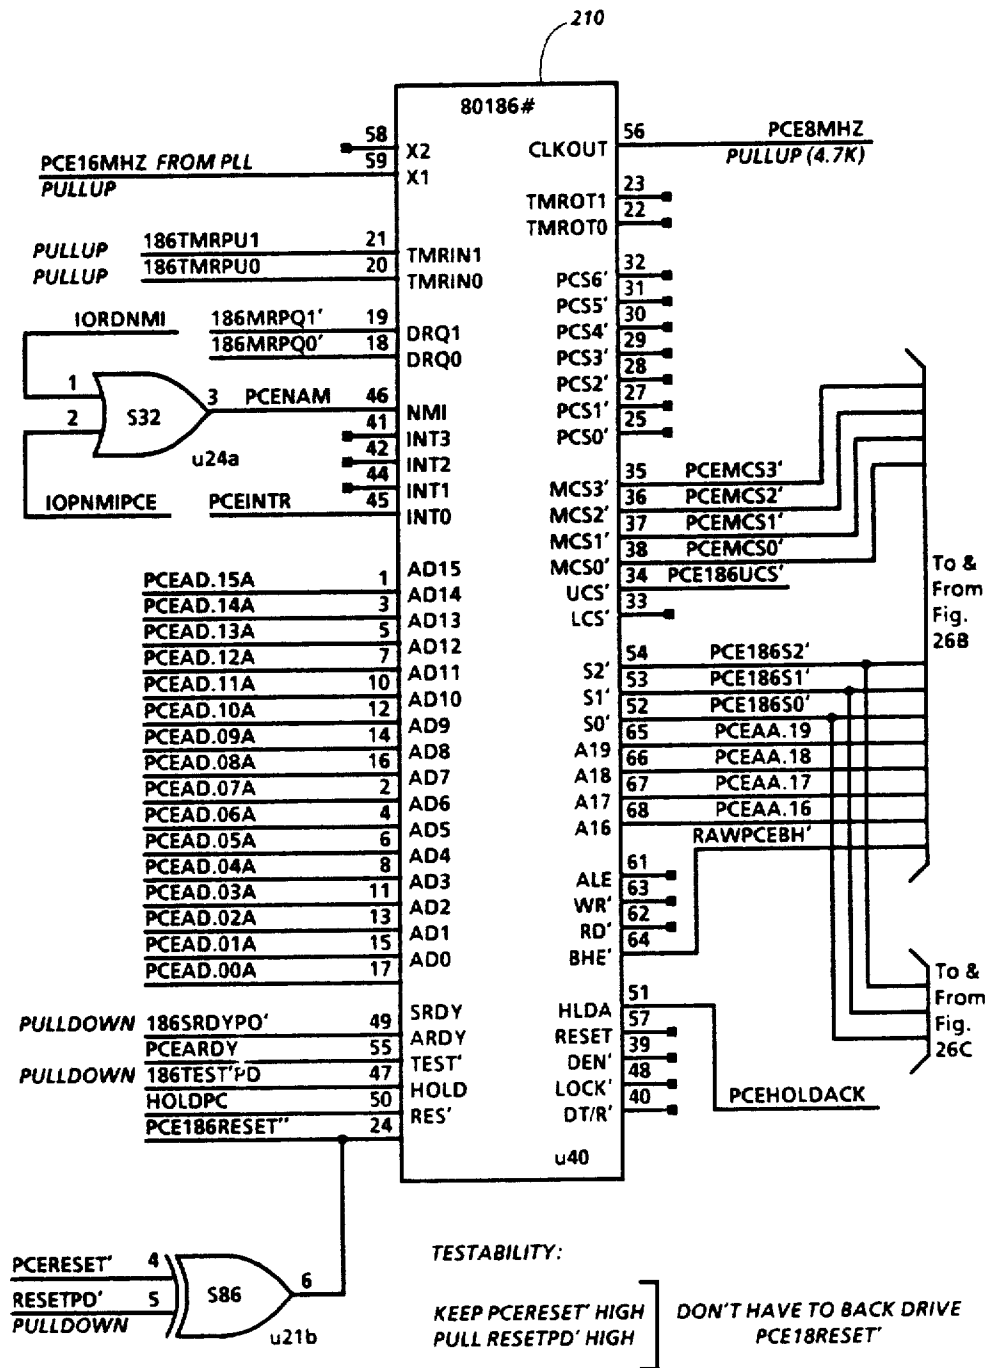 210
80186#
58
X2
PCE16MHZ FROM PLL 59
X1
PULLUP
56 PCE8MHZ
CLKOUT
PULLUP (4.7K)
23
TMROT1
22
TMROT0
PULLUP 186TMRPU1 21
TMRIN1
PULLUP 186TMRPU0 20
TMRIN0
32
PCS6'
31
PCS5'
30
PCS4'
29
PCS3'
28
PCS2'
27
PCS1'
25
PCS0'
IORDNMI 186MRPQ1' 19
DRQ1
186MRPQ0' 18
DRQ0
1
2 S32 3 PCENAM 46
NMI
41
INT3
u24a 42
INT2
44
INT1
IOPNMIPCE PCEINTR 45
INT0
35 PCEMCS3'
MCS3'
36 PCEMCS2'
MCS2'
37 PCEMCS1'
MCS1'
38 PCEMCS0'
MCS0'
34 PCE186UCS'
UCS'
33
LCS'
To &
From
Fig.
26B
AD15
PCEAD.15A 1
AD14
PCEAD.14A 3
AD13
PCEAD.13A 5
AD12
PCEAD.12A 7
AD11
PCEAD.11A 10
AD10
PCEAD.10A 12
AD9
PCEAD.09A 14
AD8
PCEAD.08A 16
AD7
PCEAD.07A 2
AD6
PCEAD.06A 4
AD5
PCEAD.05A 6
AD4
PCEAD.04A 8
AD3
PCEAD.03A 11
AD2
PCEAD.02A 13
AD1
PCEAD.01A 15
AD0
PCEAD.00A 17
54 PCE186S2'
S2'
53 PCE186S1'
S1'
52 PCE186S0'
S0'
65 PCEAA.19
A19
66 PCEAA.18
A18
67 PCEAA.17
A17
68 PCEAA.16
A16
RAWPCEBH'
61
ALE
63
WR'
62
RD'
64
BHE'
To &
From
Fig.
26C
SRDY
PULLDOWN 186SRDYPO' 49
ARDY
PCEARDY 55
TEST'
PULLDOWN 186TEST'PD 47
HOLD
HOLDPC 50
RES'
PCE186RESET'' 24
51
HLDA
57
RESET
39
DEN'
48
LOCK'
40
DT/R'
PCEHOLDACK
u40
PCERESET' 4
RESETPD' 5
PULLDOWN
S86 6
u21b
TESTABILITY:
KEEP PCERESET' HIGH
PULL RESETPD' HIGH
DON'T HAVE TO BACK DRIVE
PCE18RESET'